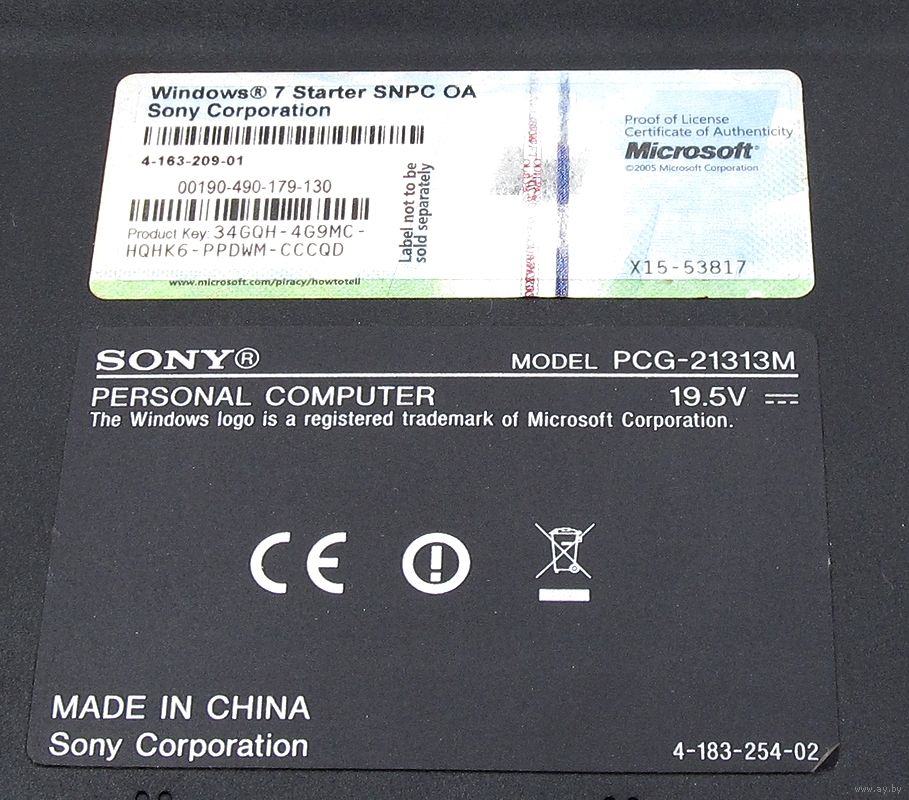 Windows® 7 Starter SNPC OA
Sony Corporation
4-163-209-01
00190-490-179-130
Product Key: 34GQH-4G9MC-
HQHK6-PPDWM-CCCQD
www.microsoft.com/piracy/howtotell
Label not to be
sold separately
Proof of License
Certificate of Authenticity
Microsoft®
©2005 Microsoft Corporation
X15-53817
SONY®
MODEL PCG-21313M
PERSONAL COMPUTER
19.5V
The Windows logo is a registered trademark of Microsoft Corporation.
CE
MADE IN CHINA
Sony Corporation
4-183-254-02
www.ay.by